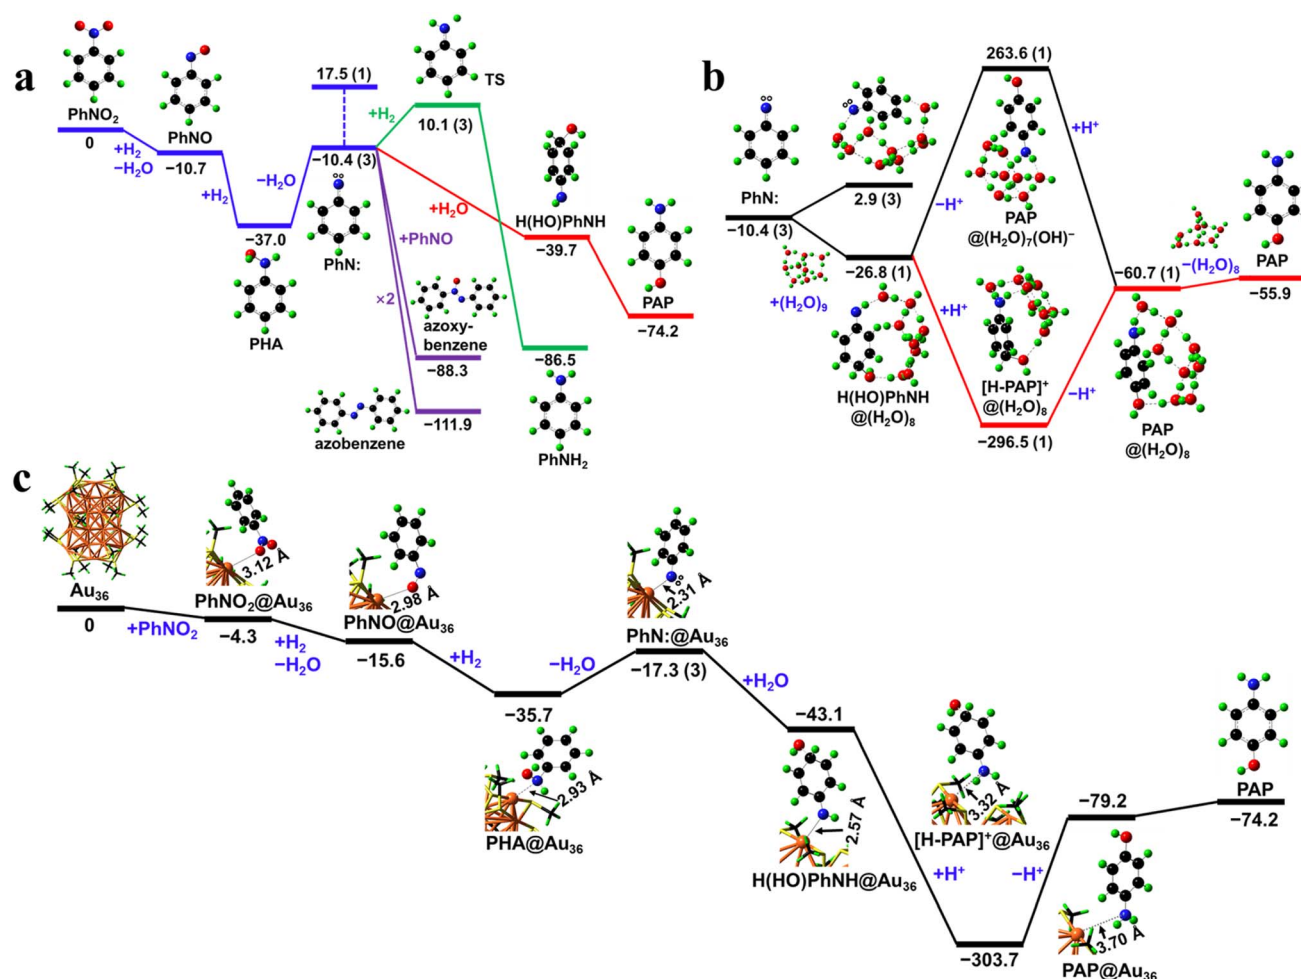 a
PhNO2
0
+H2
−H2O
PhNO
−10.7
+H2
−37.0
PHA
−H2O
17.5 (1)
−10.4 (3)
PhN:
+H2
TS
10.1 (3)
+H2O
H(HO)PhNH
−39.7
PAP
−74.2
+PhNO
×2
azoxy-
benzene
−88.3
azobenzene
−111.9
−86.5
PhNH2
b
PhN:
−10.4 (3)
2.9 (3)
+(H2O)9
−26.8 (1)
H(HO)PhNH
@(H2O)8
−H+
263.6 (1)
PAP
@(H2O)7(OH)−
+H+
+H+
[H-PAP]+
@(H2O)8
−296.5 (1)
−H+
−60.7 (1)
PAP
@(H2O)8
−(H2O)8
PAP
−55.9
c
Au36
0
+PhNO2
3.12 Å
PhNO2@Au36
−4.3
+H2
−H2O
2.98 Å
PhNO@Au36
−15.6
+H2
−35.7
2.93 Å
PHA@Au36
−H2O
2.31 Å
PhN:@Au36
−17.3 (3)
+H2O
−43.1
2.57 Å
H(HO)PhNH@Au36
+H+
3.32 Å
[H-PAP]+@Au36
−303.7
−H+
−79.2
3.70 Å
PAP@Au36
PAP
−74.2